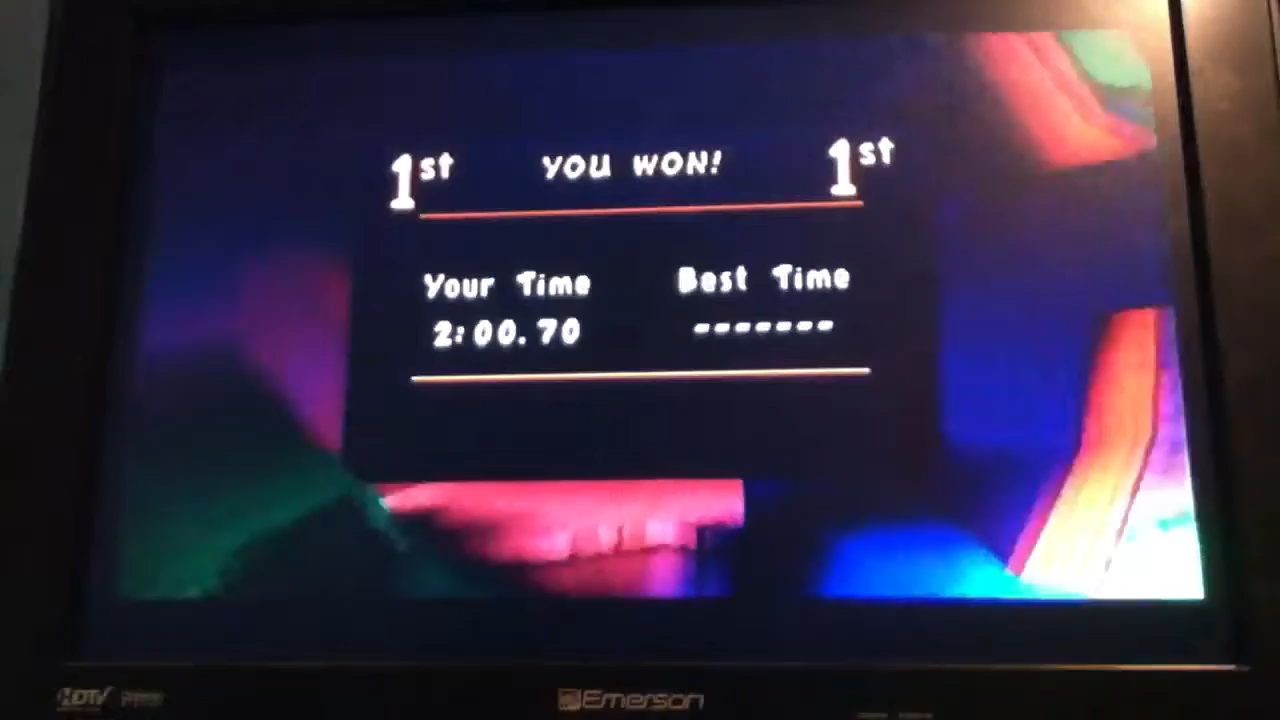 1st YOU WON! 1st
Your Time Best Time
2:00.70 -------
HDTV
Emerson